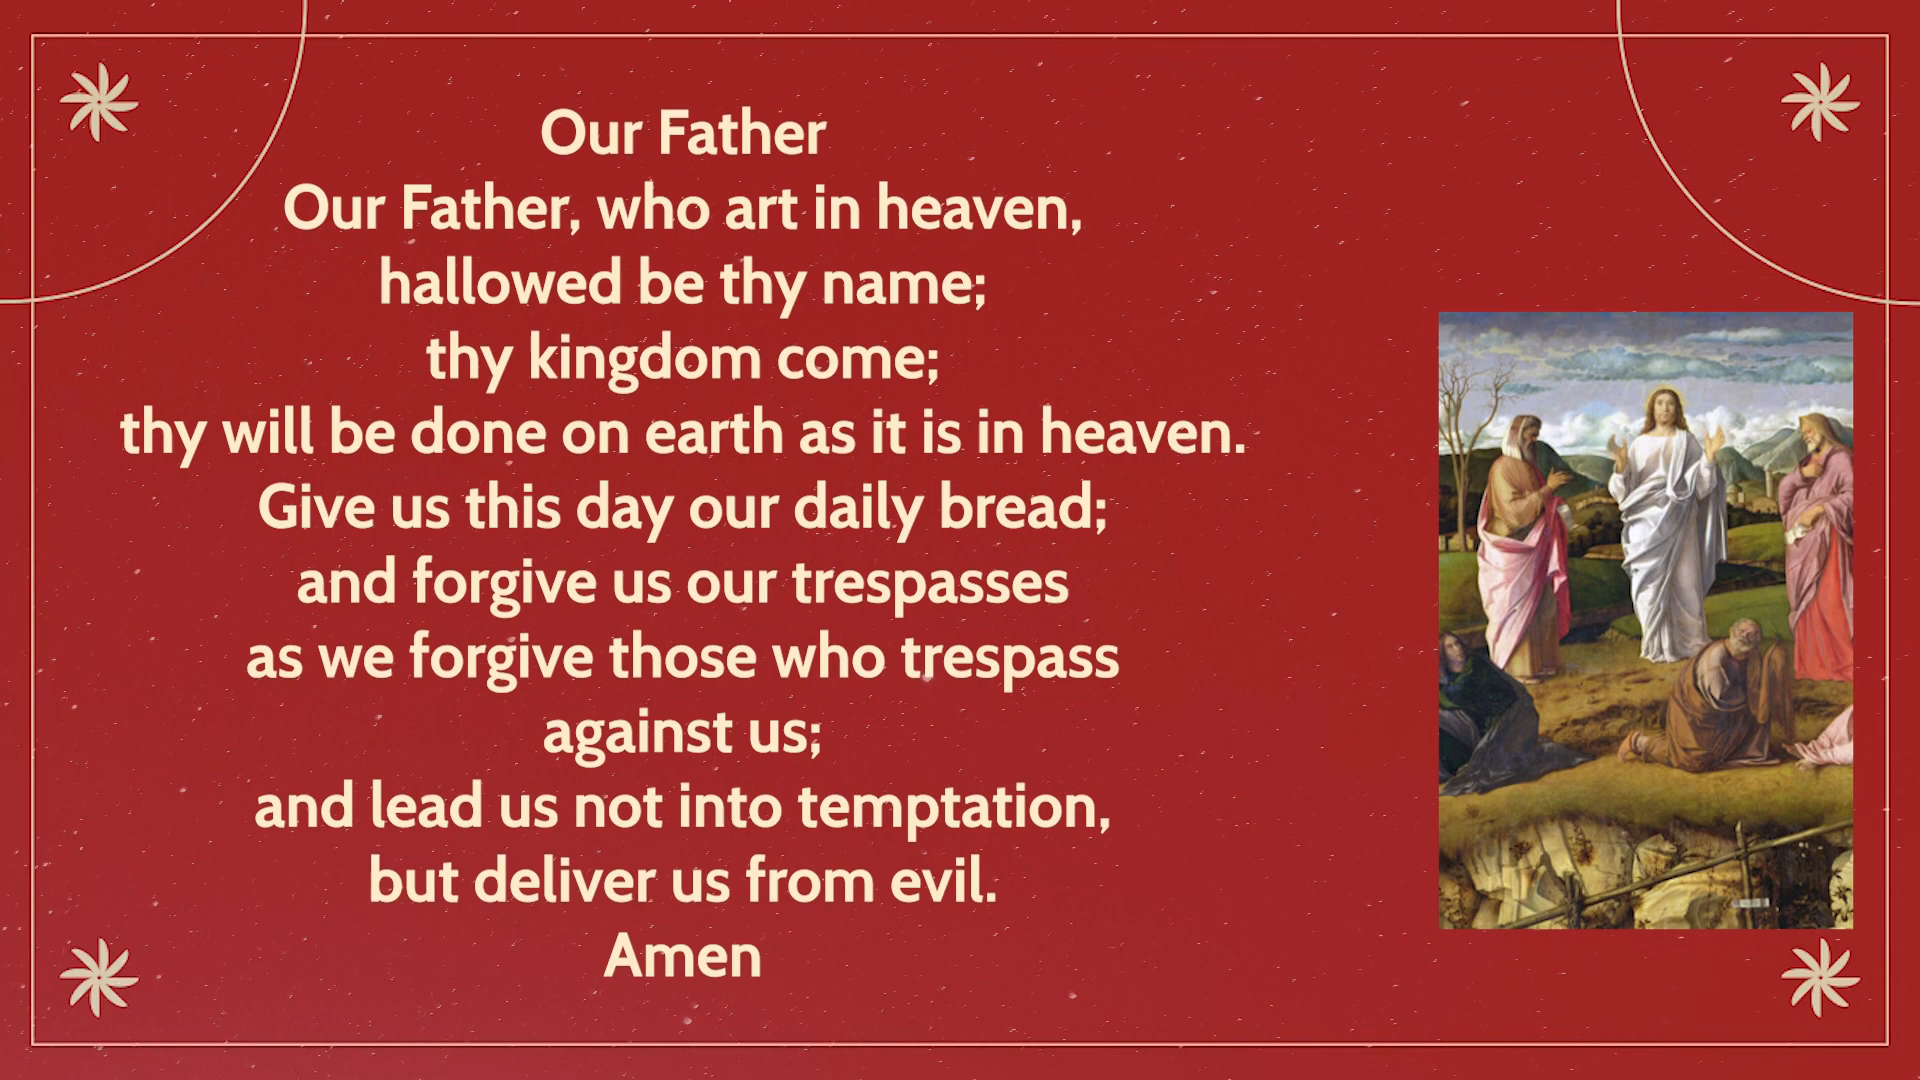 Our Father
Our Father, who art in heaven,
hallowed be thy name;
thy kingdom come;
thy will be done on earth as it is in heaven.
Give us this day our daily bread;
and forgive us our trespasses
as we forgive those who trespass
against us;
and lead us not into temptation,
but deliver us from evil.
Amen